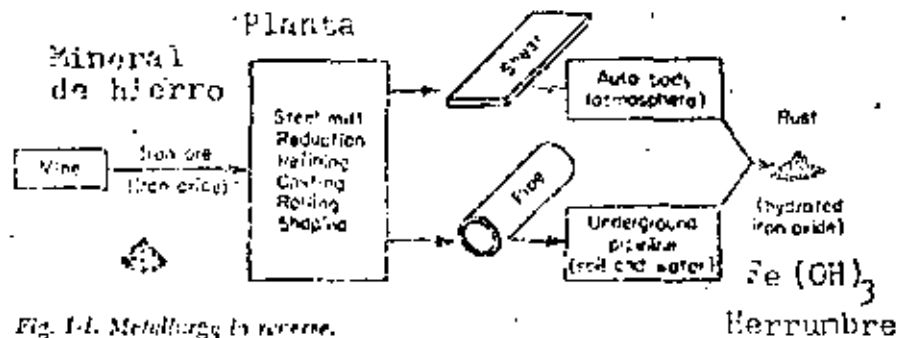 Planta
Mineral
de hierro
Mine
Iron ore
(iron oxide)
Steel mill
Reduction
Refining
Casting
Rolling
Shaping
Sheet
Pipe
Auto body
(atmosphere)
Underground
pipeline
(soil and water)
Rust
(hydrated
iron oxide)
Fe(OH)3
Herrumbre
Fig. 1-1. Metallurgy in reverse.